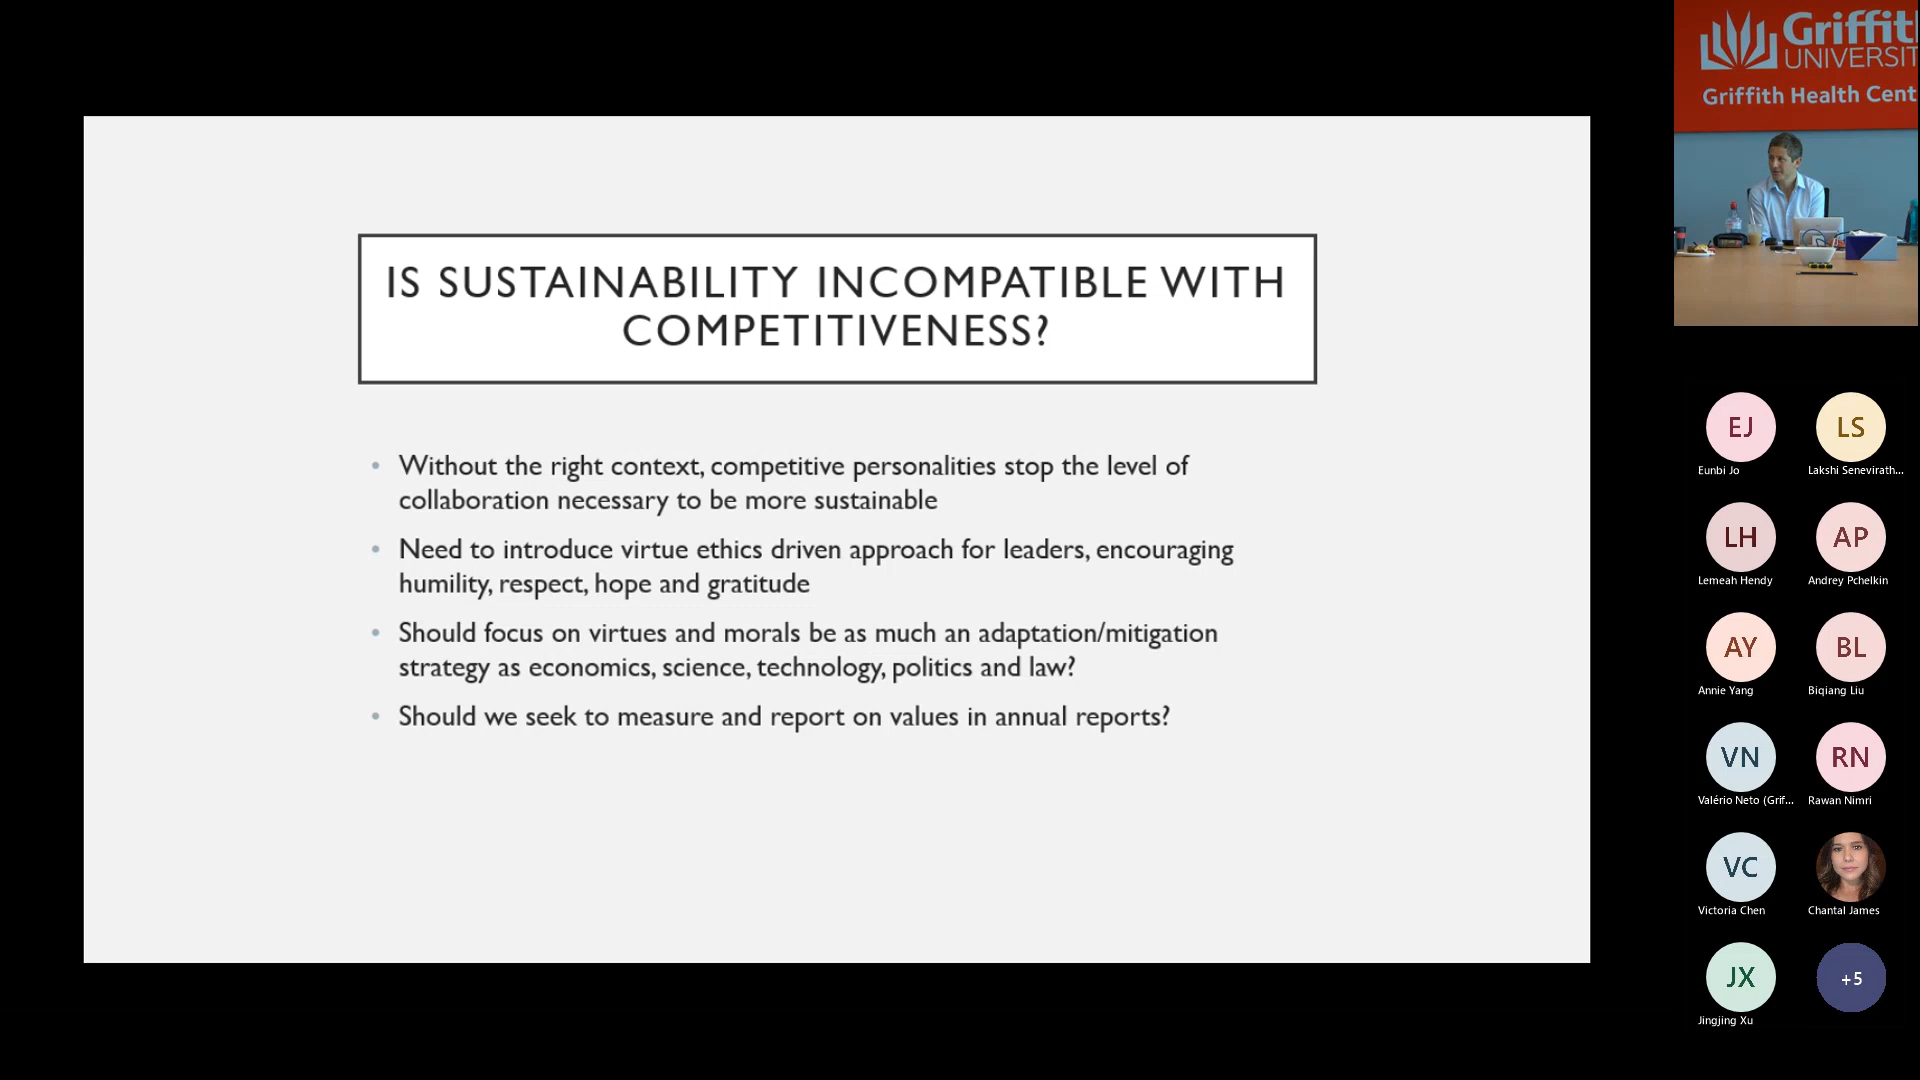 IS SUSTAINABILITY INCOMPATIBLE WITH
COMPETITIVENESS?
• Without the right context, competitive personalities stop the level of
collaboration necessary to be more sustainable
• Need to introduce virtue ethics driven approach for leaders, encouraging
humility, respect, hope and gratitude
• Should focus on virtues and morals be as much an adaptation/mitigation
strategy as economics, science, technology, politics and law?
• Should we seek to measure and report on values in annual reports?
Griffit
UNIVERSIT
Griffith Health Cent
EJ
Eunbi Jo
LS
Lakshi Senevirath...
LH
Lemeah Hendy
AP
Andrey Pchelkin
AY
Annie Yang
BL
Biqiang Liu
VN
Valério Neto (Grif...
RN
Rawan Nimri
VC
Victoria Chen
Chantal James
JX
Jingjing Xu
+5